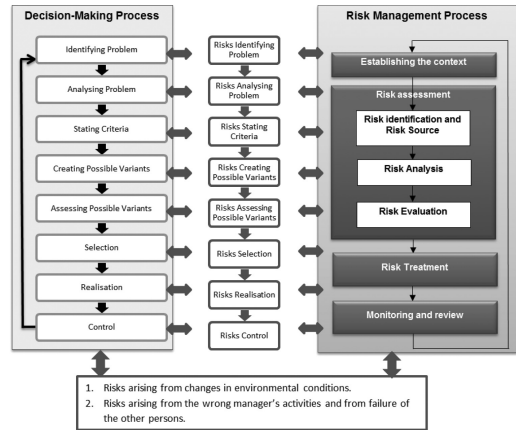 Decision-Making Process
Identifying Problem
Analysing Problem
Stating Criteria
Creating Possible Variants
Assessing Possible Variants
Selection
Realisation
Control
Risks Identifying
Problem
Risks Analysing
Problem
Risks Stating
Criteria
Risks Creating
Possible Variants
Risks Assessing
Possible Variants
Risks Selection
Risks Realisation
Risks Control
Risk Management Process
Establishing the context
Risk assessment
Risk identification and
Risk Source
Risk Analysis
Risk Evaluation
Risk Treatment
Monitoring and review
1. Risks arising from changes in environmental conditions.
2. Risks arising from the wrong manager's activities and from failure of
the other persons.